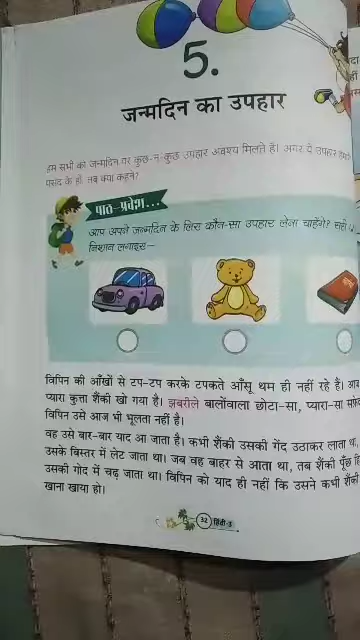 5.
जन्मदिन का उपहार
हम सभी को जन्मदिन पर कुछ-न-कुछ उपहार अवश्य मिलते हैं। अगर ये उपहार
पसंद के हों, तब क्या कहने?
पाठ-प्रवेश...
आप अपने जन्मदिन के लिए कौन-सा उपहार लेना चाहेंगे? सही
निशान लगाइए—
विपिन की आँखों से टप-टप करके टपकते आँसू थम ही नहीं रहे हैं। आज
प्यारा कुत्ता शैंकी खो गया है। झबरीले बालोंवाला छोटा-सा, प्यारा-सा
विपिन उसे आज भी भूलता नहीं है।
वह उसे बार-बार याद आ जाता है। कभी शैंकी उसकी गेंद उठाकर लाता था,
उसके बिस्तर में लेट जाता था। जब वह बाहर से आता था, तब शैंकी पूँछ
उसकी गोद में चढ़ जाता था। विपिन को याद ही नहीं कि उसने कभी शैंकी
खाना खाया हो।
32 हिंदी-3